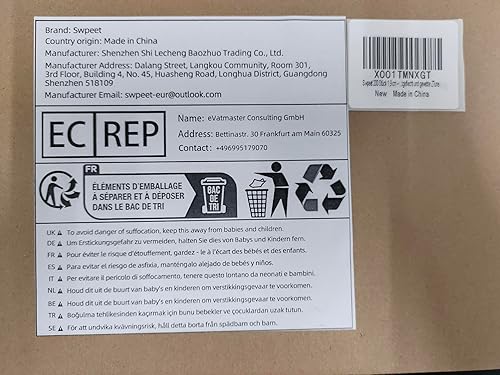 Brand: Swpeet
Country origin: Made in China
Manufacturer: Shenzhen Shi Lecheng Baozhuo Trading Co., Ltd.
Manufacturer Address: Dalang Street, Langkou Community, Room 301,
3rd Floor, Building 4, No. 45, Huasheng Road, Longhua District, Guangdong
Shenzhen 518109
Manufacturer Email: swpeet-eur@outlook.com
X001TMNXGT
New Made in China
EC REP
Name: eVatmaster Consulting GmbH
Address: Bettinastr. 30 Frankfurt am Main 60325
Contact: +496995179070
FR
ÉLÉMENTS D'EMBALLAGE
À SÉPARER ET À DÉPOSER
DANS LE BAC DE TRI
BAC
DE
TRI
UK To avoid danger of suffocation, keep this away from babies and children.
DE Um Erstickungsgefahr zu vermeiden, halten Sie dies von Babys und Kindern fern.
FR Pour éviter le risque d'étouffement, gardez - le à l'écart des bébés et des enfants.
ES Para evitar el riesgo de asfixia, manténgalo alejado de bebés y niños.
IT Per evitare il pericolo di soffocamento, tenere questo lontano da neonati e bambini.
NL Houd dit uit de buurt van baby's en kinderen om verstikkingsgevaar te voorkomen.
BE Houd dit uit de buurt van baby's en kinderen om verstikkingsgevaar te voorkomen.
TR Boğulma tehlikesinden kaçırmak için bunu bebekler ve çocuklardan uzak tutun.
SE För att undvika kvävningsrisk, håll detta borta från spädbarn och barn.